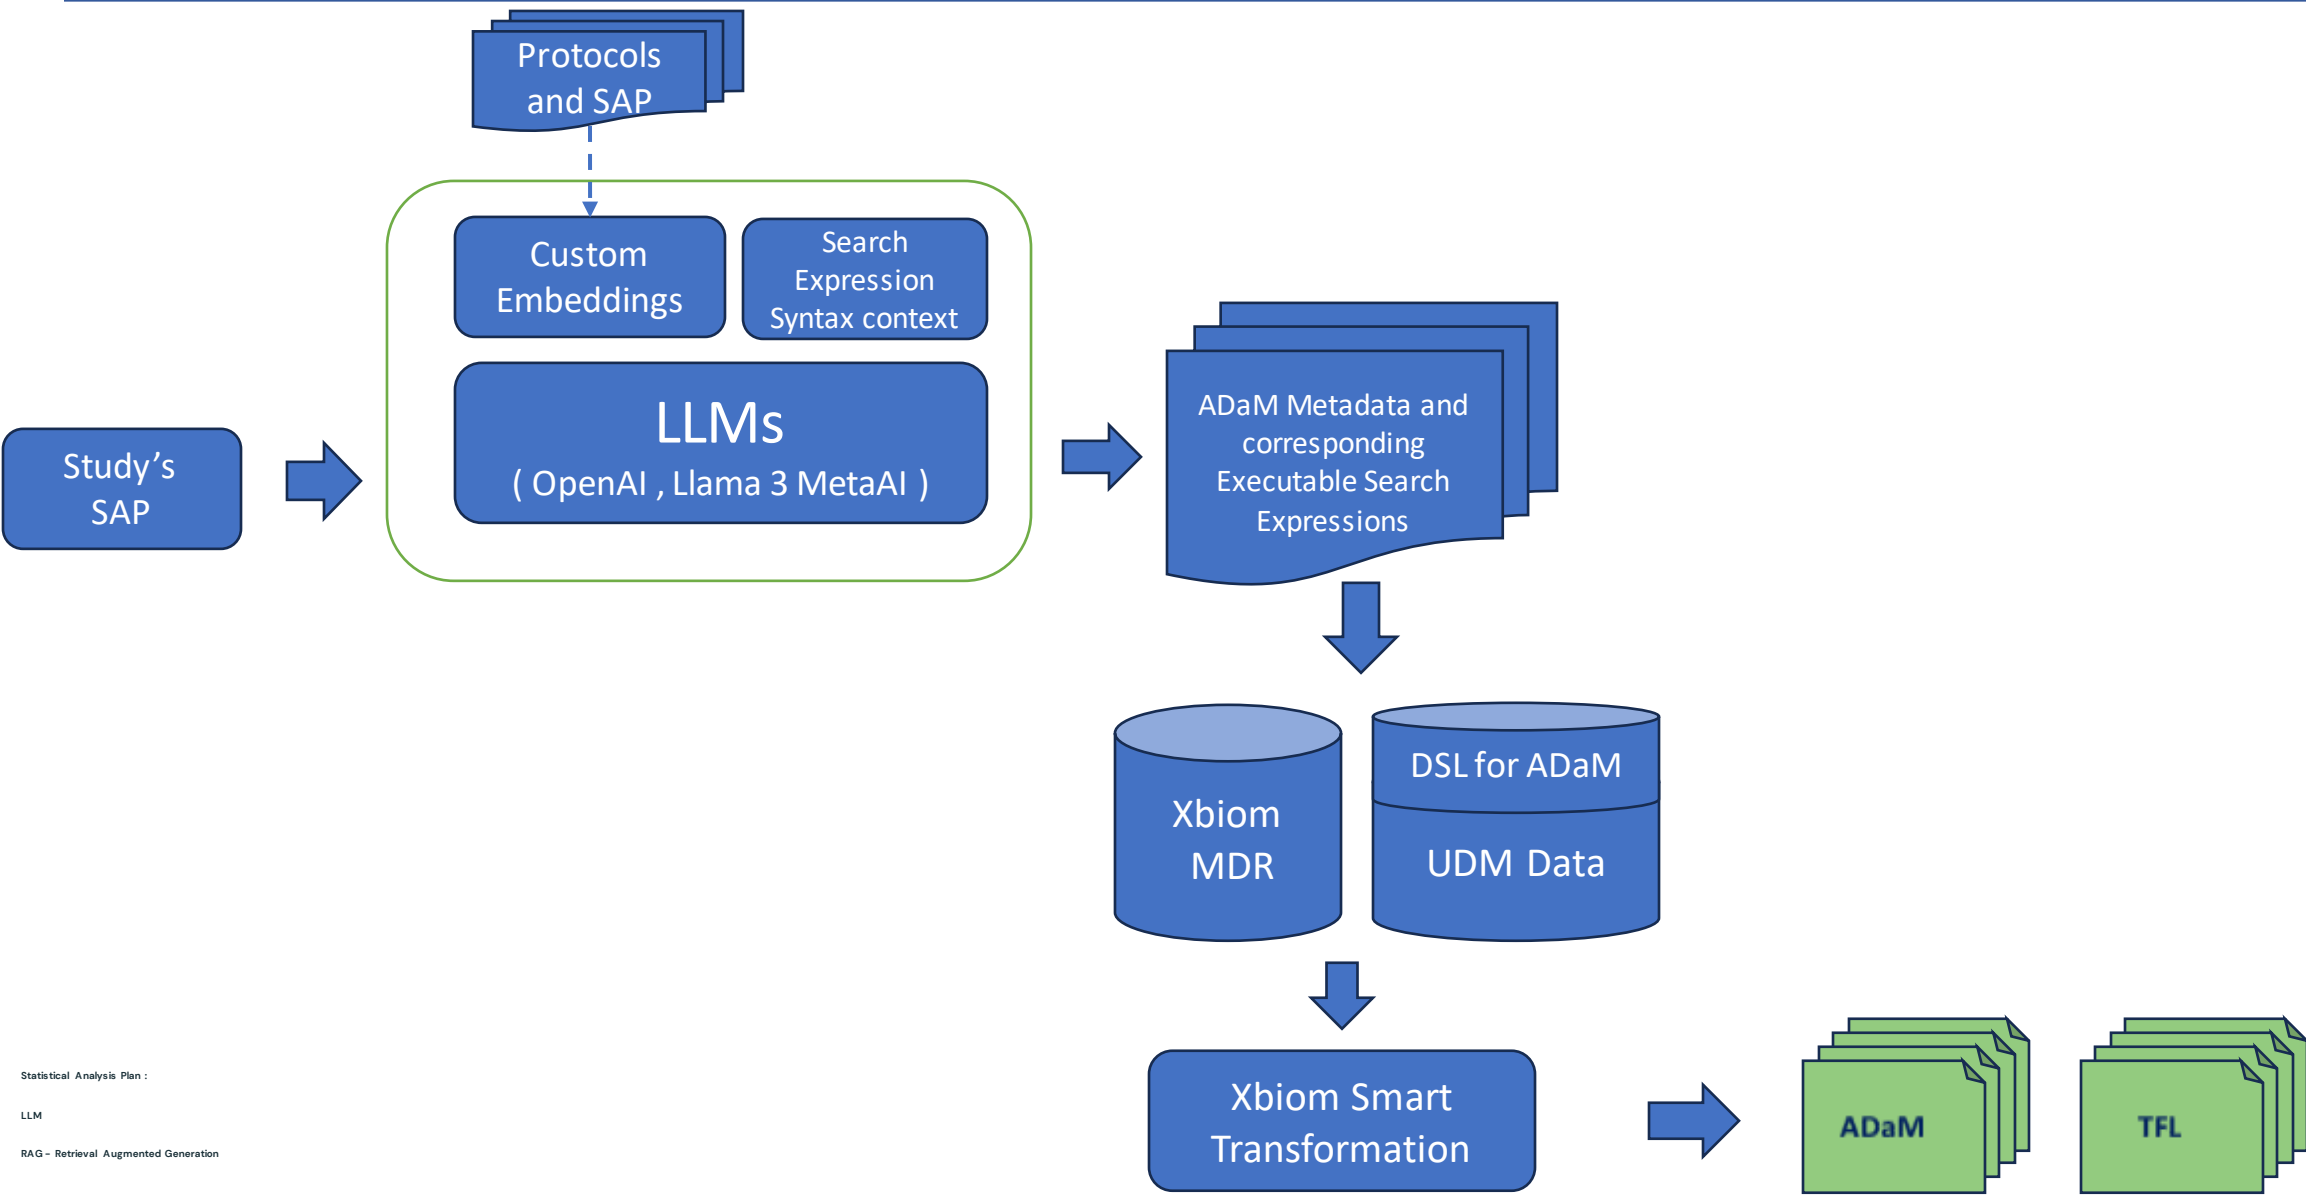 Protocols
and SAP
Custom
Embeddings
Search
Expression
Syntax context
LLMs
( OpenAI , Llama 3 MetaAI )
Study's
SAP
ADaM Metadata and
corresponding
Executable Search
Expressions
Xbiom
MDR
DSL for ADaM
UDM Data
Xbiom Smart
Transformation
ADaM
TFL
Statistical Analysis Plan :
LLM
RAG – Retrieval Augmented Generation